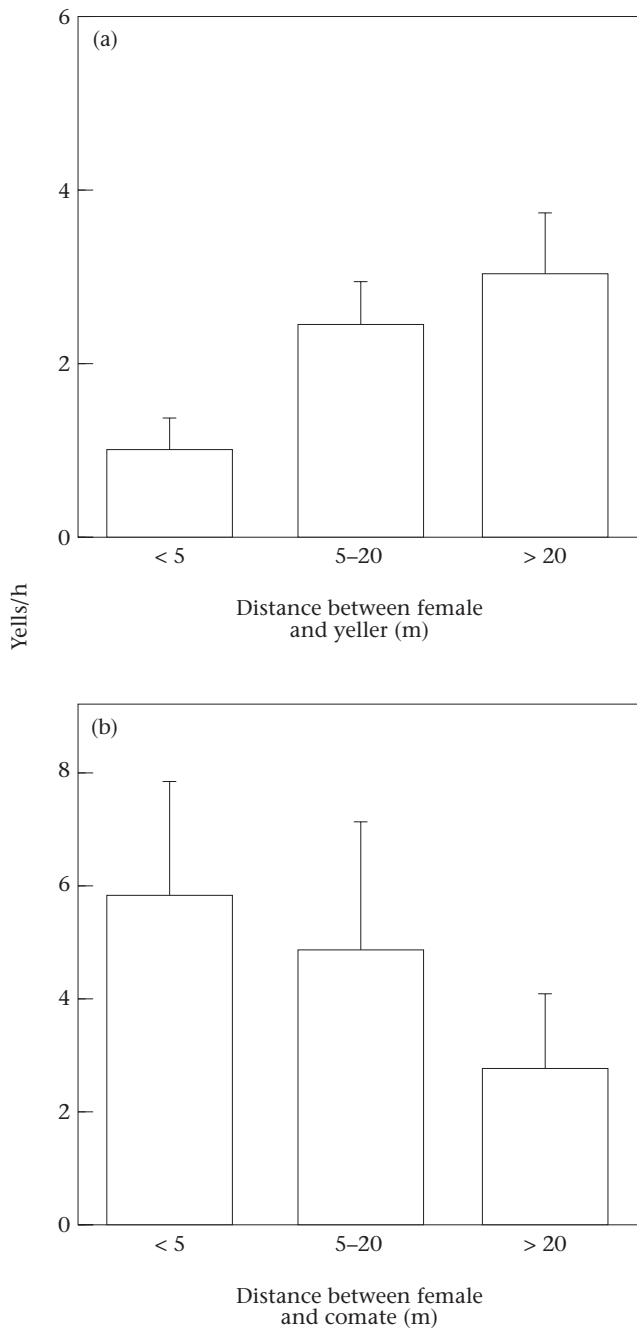 (a)
6
4
2
0
< 5 5–20 > 20
Distance between female
and yeller (m)
Yells/h
(b)
8
6
4
2
0
< 5 5–20 > 20
Distance between female
and comate (m)